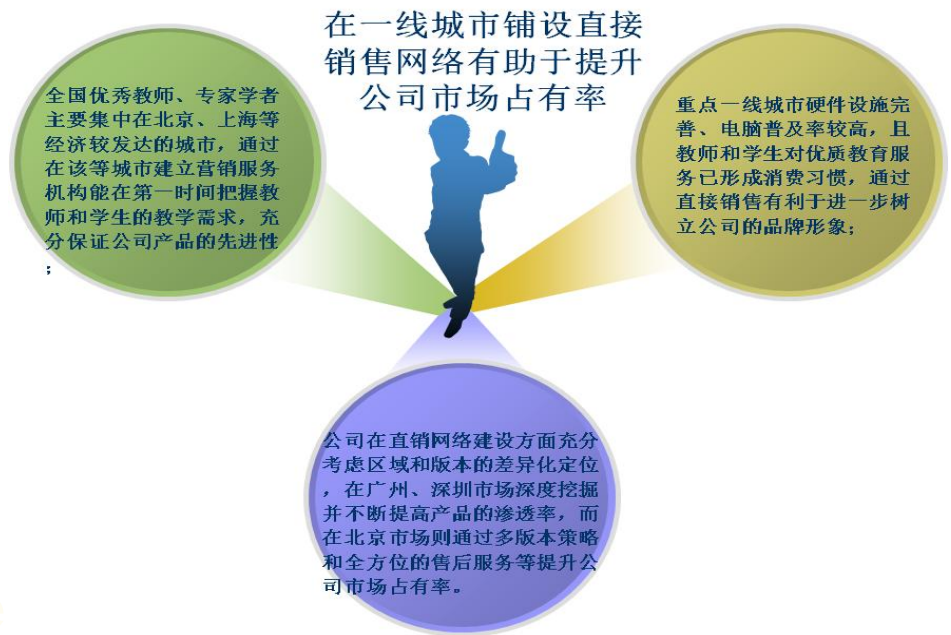 在一线城市铺设直接
销售网络有助于提升
公司市场占有率
全国优秀教师、专家学者
主要集中在北京、上海等
经济较发达的城市，通过
在该等城市建立营销服务
机构能在第一时间把握教
师和学生的教学需求，充
分保证公司产品的先进性
；
重点一线城市硬件设施完
善、电脑普及率较高，且
教师和学生对优质教育服
务已形成消费习惯，通过
直接销售有利于进一步树
立公司的品牌形象；
公司在直销网络建设方面充分
考虑区域和版本的差异化定位
，在广州、深圳市场深度挖掘
并不断提高产品的渗透率，而
在北京市场则通过多版本策略
和全方位的售后服务等提升公
司市场占有率。